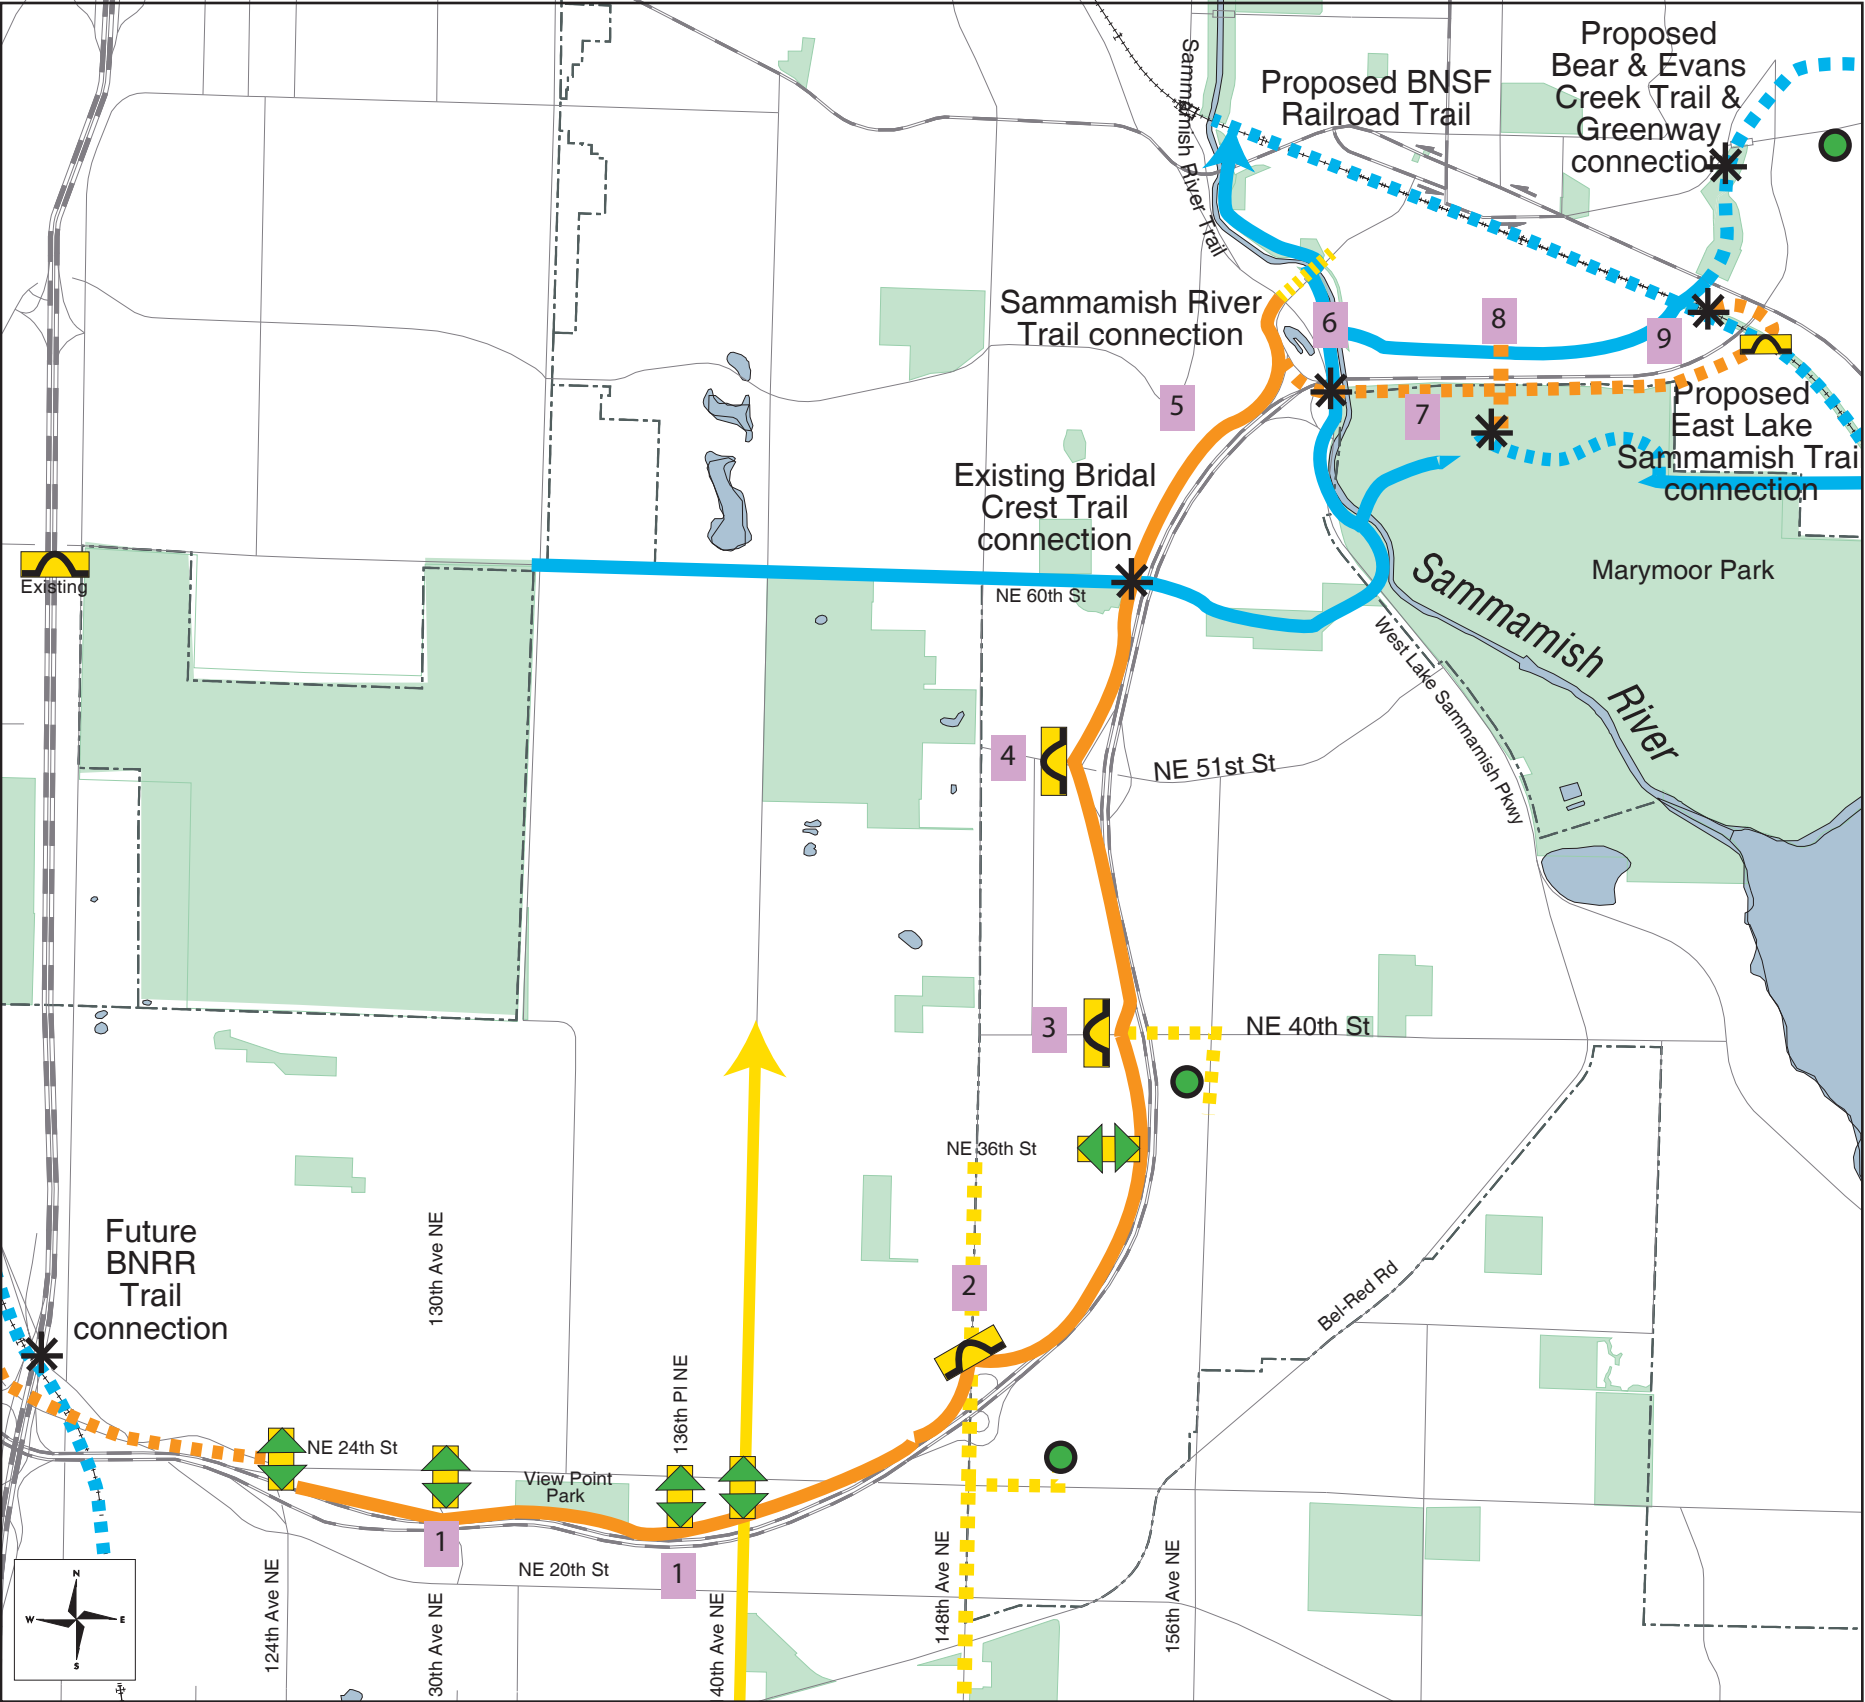 Proposed
Bear & Evans
Creek Trail &
Greenway
connection
Proposed BNSF
Railroad Trail
Sammamish River Trail
Sammamish River
Trail connection
6
8
9
5
7
Proposed
East Lake
Sammamish Trail
connection
Existing Bridal
Crest Trail
connection
Existing
NE 60th St
Marymoor Park
Sammamish River
West Lake Sammamish Pkwy
4
NE 51st St
3
NE 40th St
NE 36th St
Future
BNRR
Trail
connection
130th Ave NE
2
Bel-Red Rd
136th Pl NE
NE 24th St
View Point
Park
1
1
NE 20th St
124th Ave NE
30th Ave NE
40th Ave NE
148th Ave NE
156th Ave NE
N
W
E
S